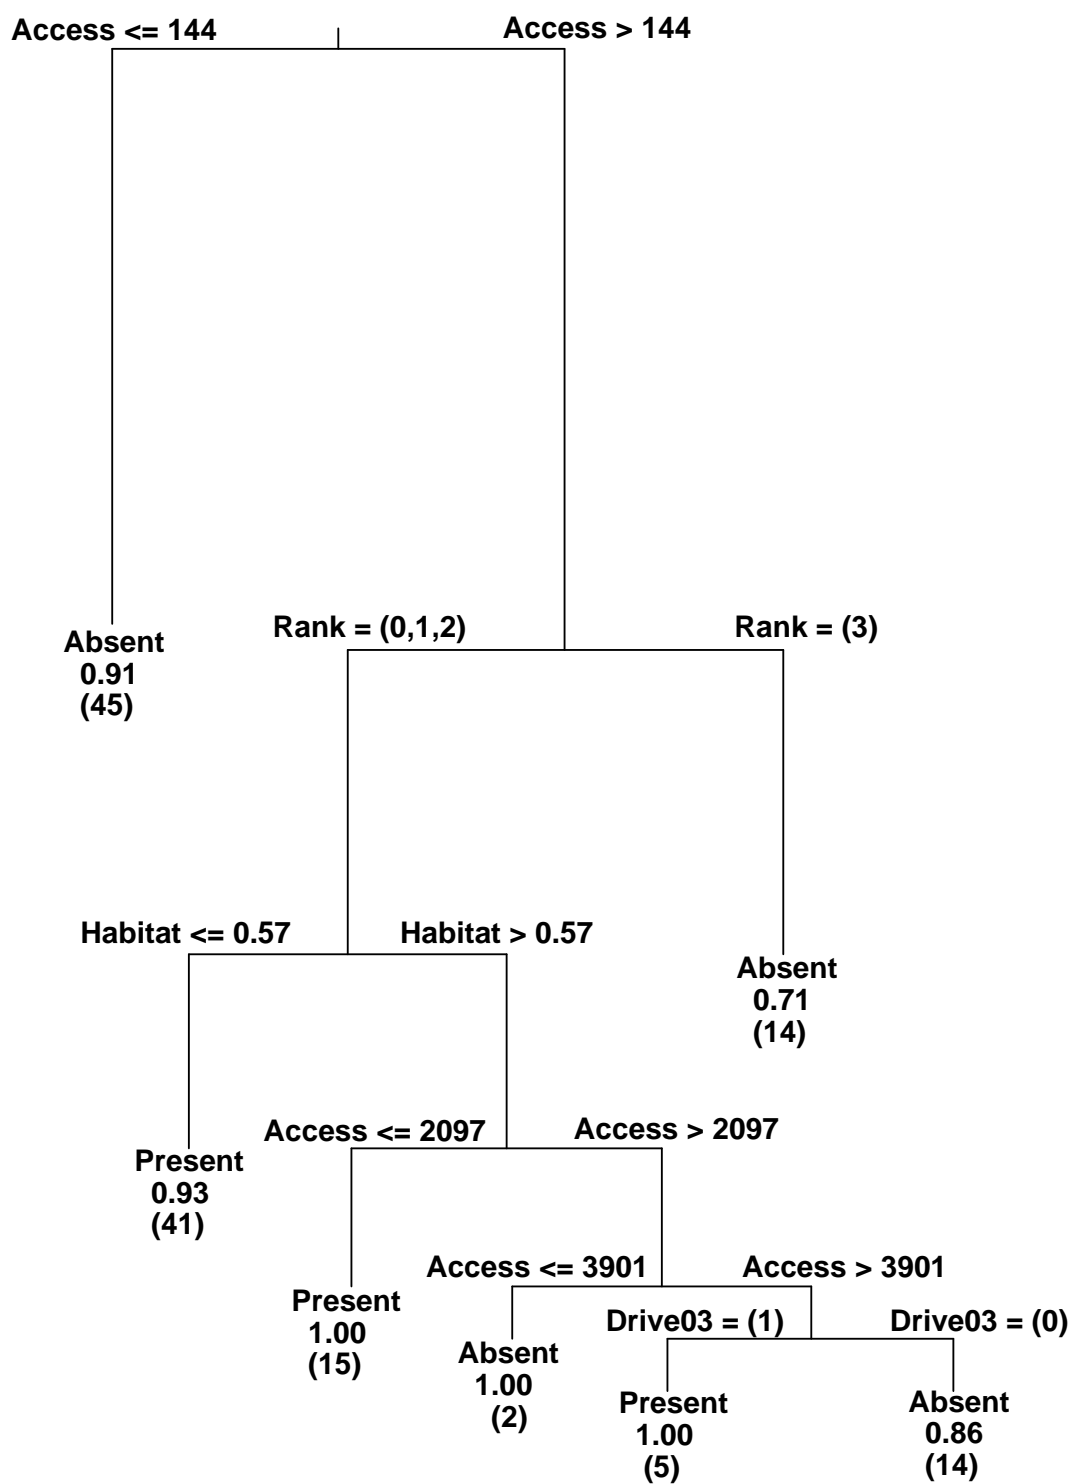 Access <= 144
Access > 144
Absent
0.91
(45)
Rank = (0,1,2)
Rank = (3)
Habitat <= 0.57
Habitat > 0.57
Absent
0.71
(14)
Access <= 2097
Access > 2097
Present
0.93
(41)
Access <= 3901
Access > 3901
Present
1.00
(15)
Drive03 = (1)
Drive03 = (0)
Absent
1.00
(2)
Present
1.00
(5)
Absent
0.86
(14)